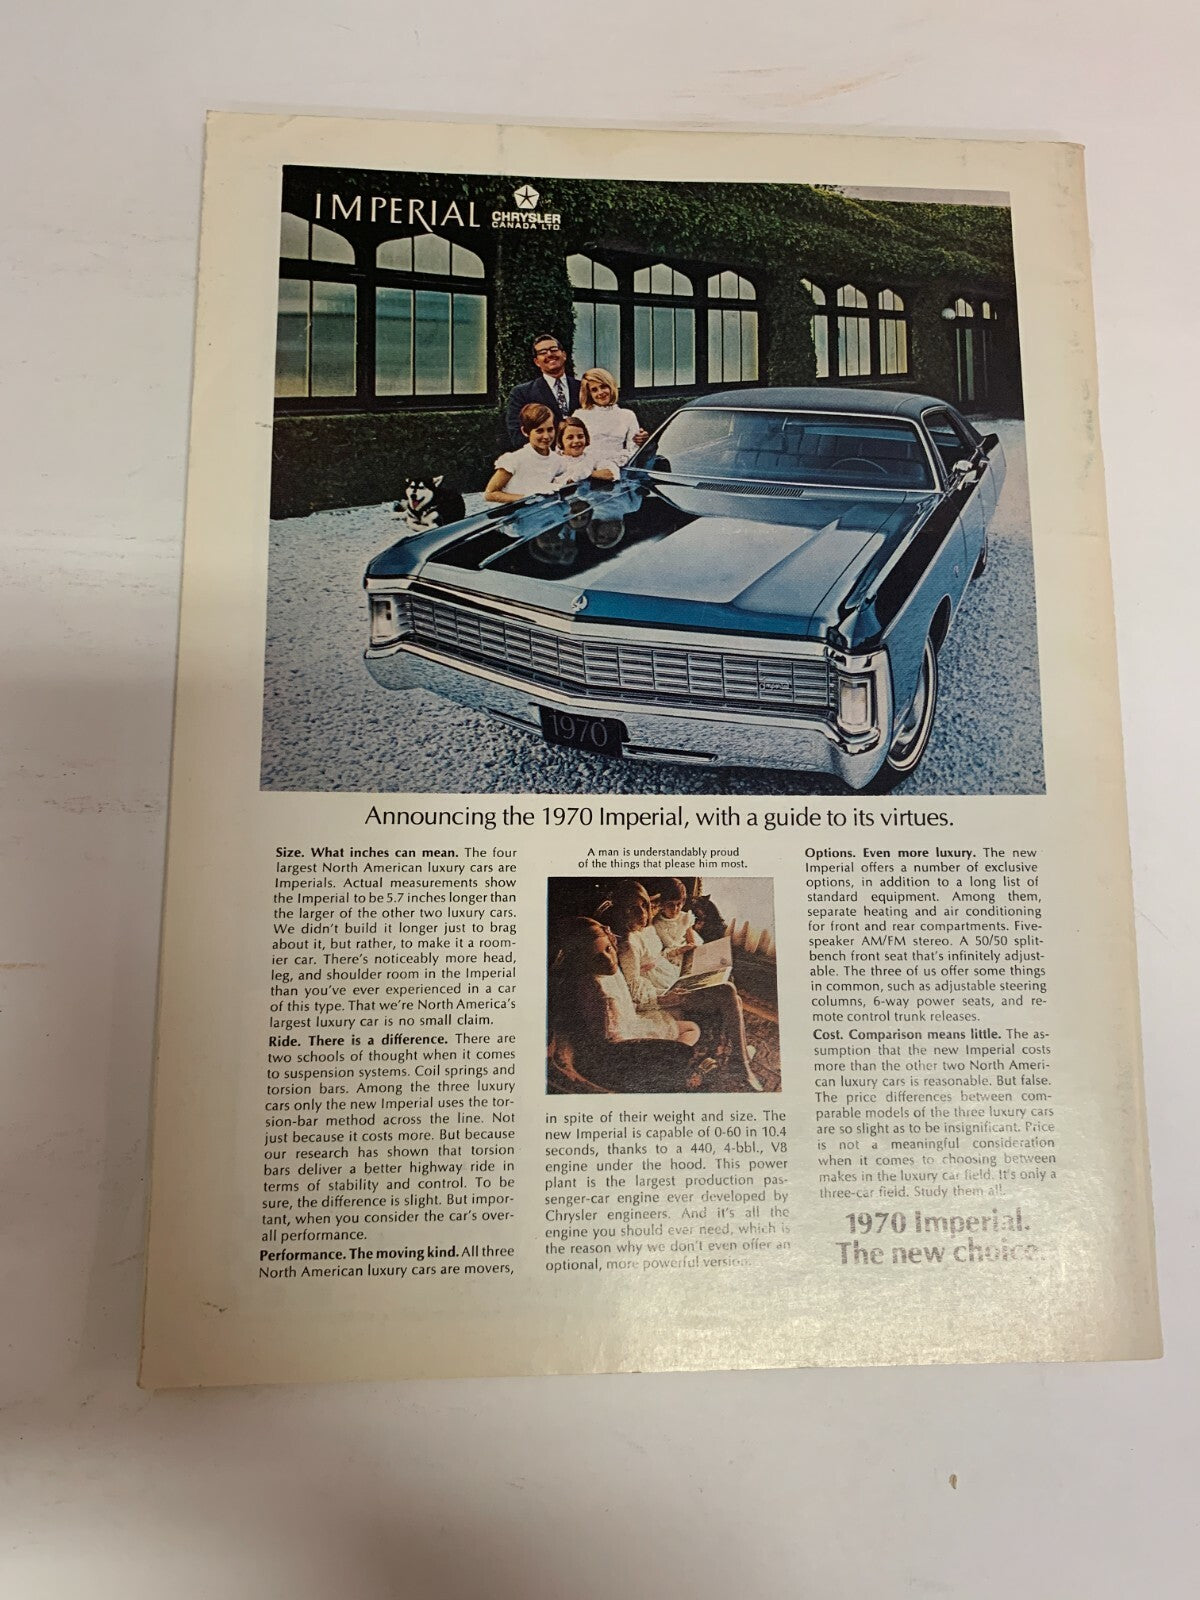 IMPERIAL
CHRYSLER
CANADA LTD.
Imperial
1970
Announcing the 1970 Imperial, with a guide to its virtues.
Size. What inches can mean. The four
largest North American luxury cars are
Imperials. Actual measurements show
the Imperial to be 5.7 inches longer than
the larger of the other two luxury cars.
We didn't build it longer just to brag
about it, but rather, to make it a room-
ier car. There's noticeably more head,
leg, and shoulder room in the Imperial
than you've ever experienced in a car
of this type. That we're North America's
largest luxury car is no small claim.
Ride. There is a difference. There are
two schools of thought when it comes
to suspension systems. Coil springs and
torsion bars. Among the three luxury
cars only the new Imperial uses the tor-
sion-bar method across the line. Not
just because it costs more. But because
our research has shown that torsion
bars deliver a better highway ride in
terms of stability and control. To be
sure, the difference is slight. But impor-
tant, when you consider the car's over-
all performance.
Performance. The moving kind. All three
North American luxury cars are movers,
A man is understandably proud
of the things that please him most.
in spite of their weight and size. The
new Imperial is capable of 0-60 in 10.4
seconds, thanks to a 440, 4-bbl., V8
engine under the hood. This power
plant is the largest production pas-
senger-car engine ever developed by
Chrysler engineers. And it's all the
engine you should ever need, which is
the reason why we don't even offer an
optional, more powerful version.
Options. Even more luxury. The new
Imperial offers a number of exclusive
options, in addition to a long list of
standard equipment. Among them,
separate heating and air conditioning
for front and rear compartments. Five-
speaker AM/FM stereo. A 50/50 split-
bench front seat that's infinitely adjust-
able. The three of us offer some things
in common, such as adjustable steering
columns, 6-way power seats, and re-
mote control trunk releases.
Cost. Comparison means little. The as-
sumption that the new Imperial costs
more than the other two North Ameri-
can luxury cars is reasonable. But false.
The price differences between com-
parable models of the three luxury cars
are so slight as to be insignificant. Price
is not a meaningful consideration
when it comes to choosing between
makes in the luxury car field. It's only a
three-car field. Study them all.
1970 Imperial.
The new choice.